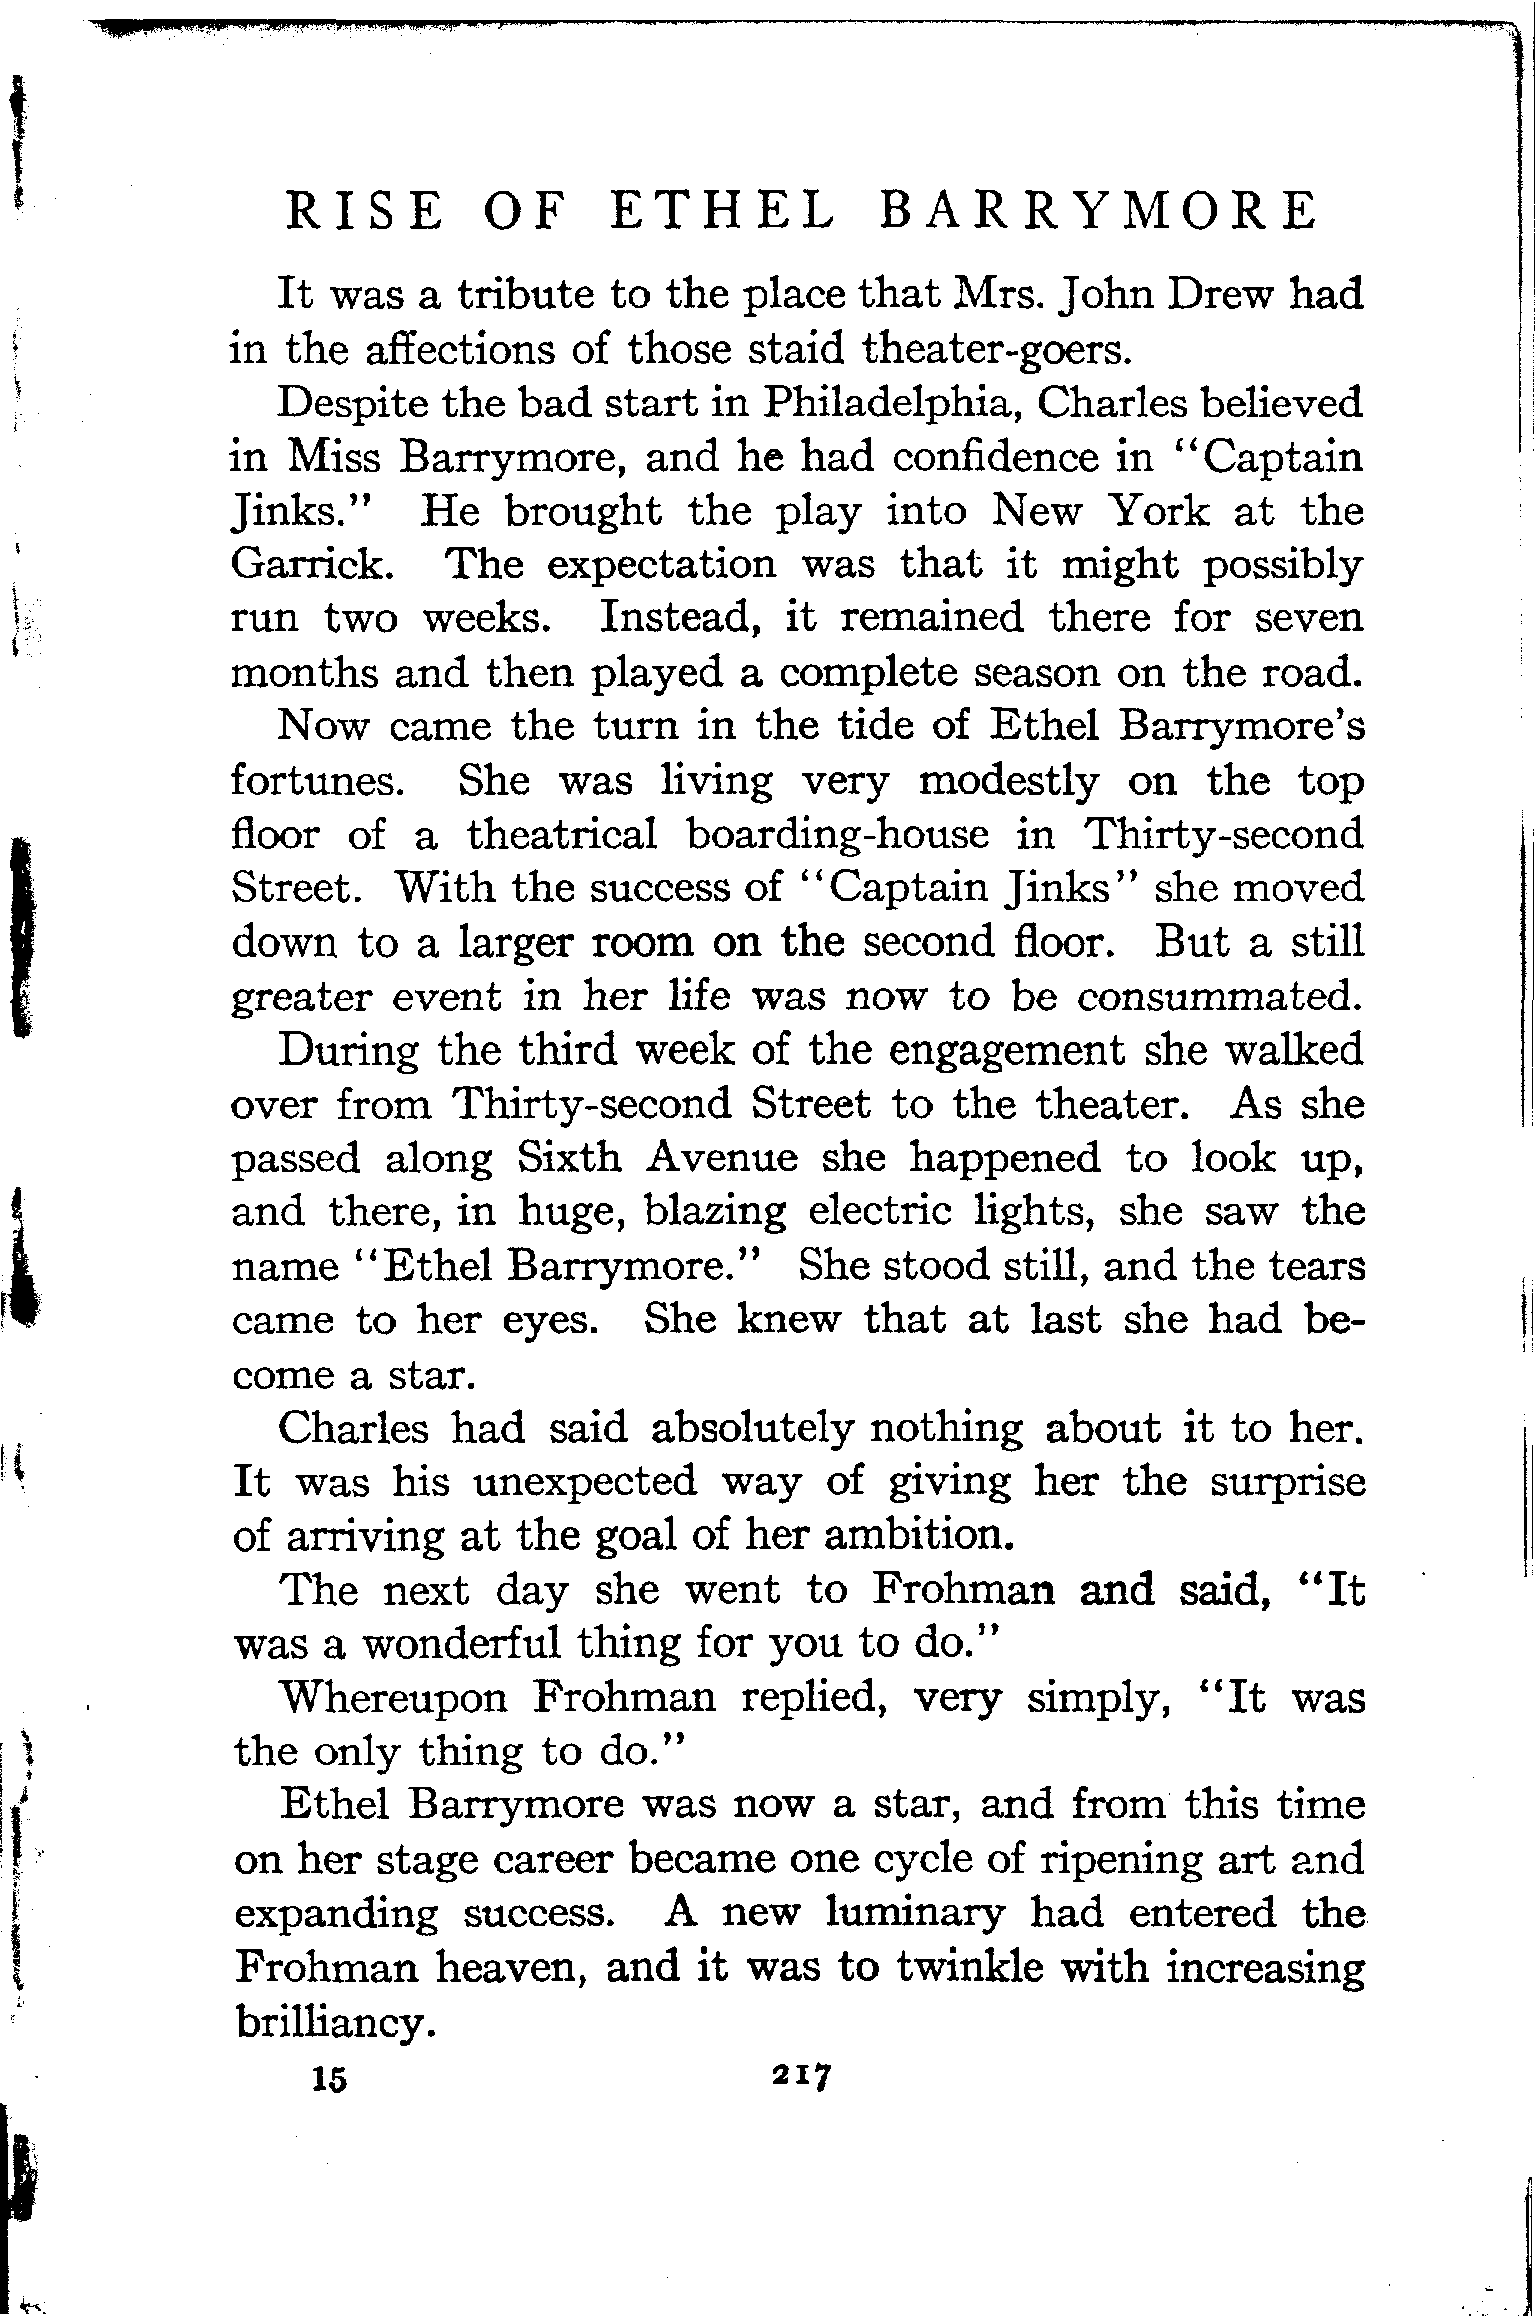 RISE OF ETHEL BARRYMORE
It was a tribute to the place that Mrs. John Drew had
in the affections of those staid theater-goers.
Despite the bad start in Philadelphia, Charles believed
in Miss Barrymore, and he had confidence in "Captain
Jinks." He brought the play into New York at the
Garrick. The expectation was that it might possibly
run two weeks. Instead, it remained there for seven
months and then played a complete season on the road.
Now came the turn in the tide of Ethel Barrymore's
fortunes. She was living very modestly on the top
floor of a theatrical boarding-house in Thirty-second
Street. With the success of "Captain Jinks" she moved
down to a larger room on the second floor. But a still
greater event in her life was now to be consummated.
During the third week of the engagement she walked
over from Thirty-second Street to the theater. As she
passed along Sixth Avenue she happened to look up,
and there, in huge, blazing electric lights, she saw the
name "Ethel Barrymore." She stood still, and the tears
came to her eyes. She knew that at last she had be-
come a star.
Charles had said absolutely nothing about it to her.
It was his unexpected way of giving her the surprise
of arriving at the goal of her ambition.
The next day she went to Frohman and said, "It
was a wonderful thing for you to do."
Whereupon Frohman replied, very simply, "It was
the only thing to do."
Ethel Barrymore was now a star, and from this time
on her stage career became one cycle of ripening art and
expanding success. A new luminary had entered the
Frohman heaven, and it was to twinkle with increasing
brilliancy.
15 217